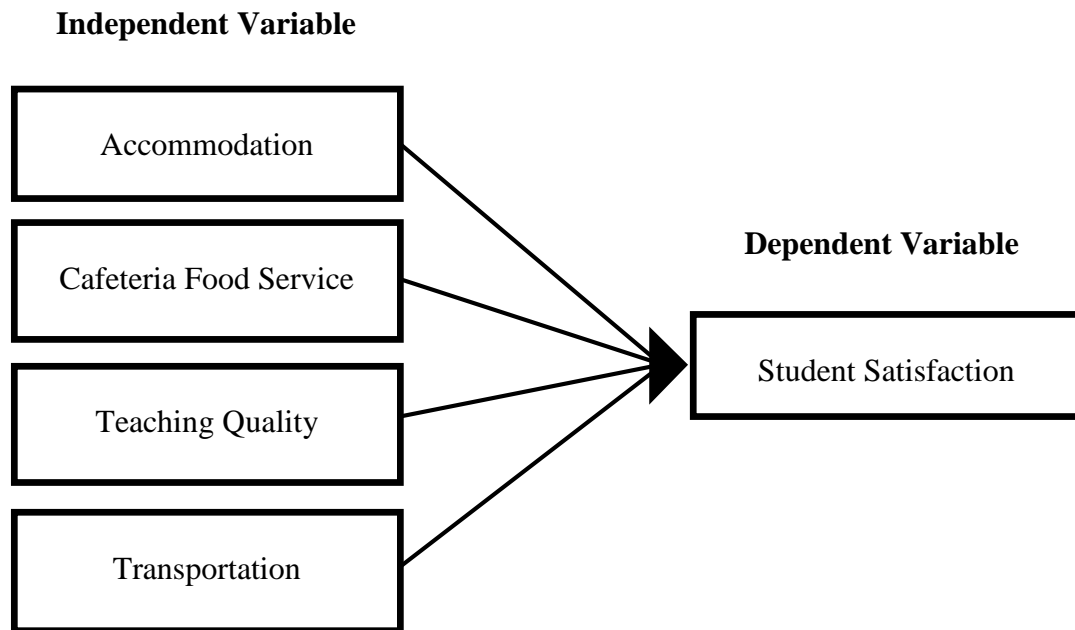 Independent Variable
Accommodation
Cafeteria Food Service
Teaching Quality
Transportation
Dependent Variable
Student Satisfaction